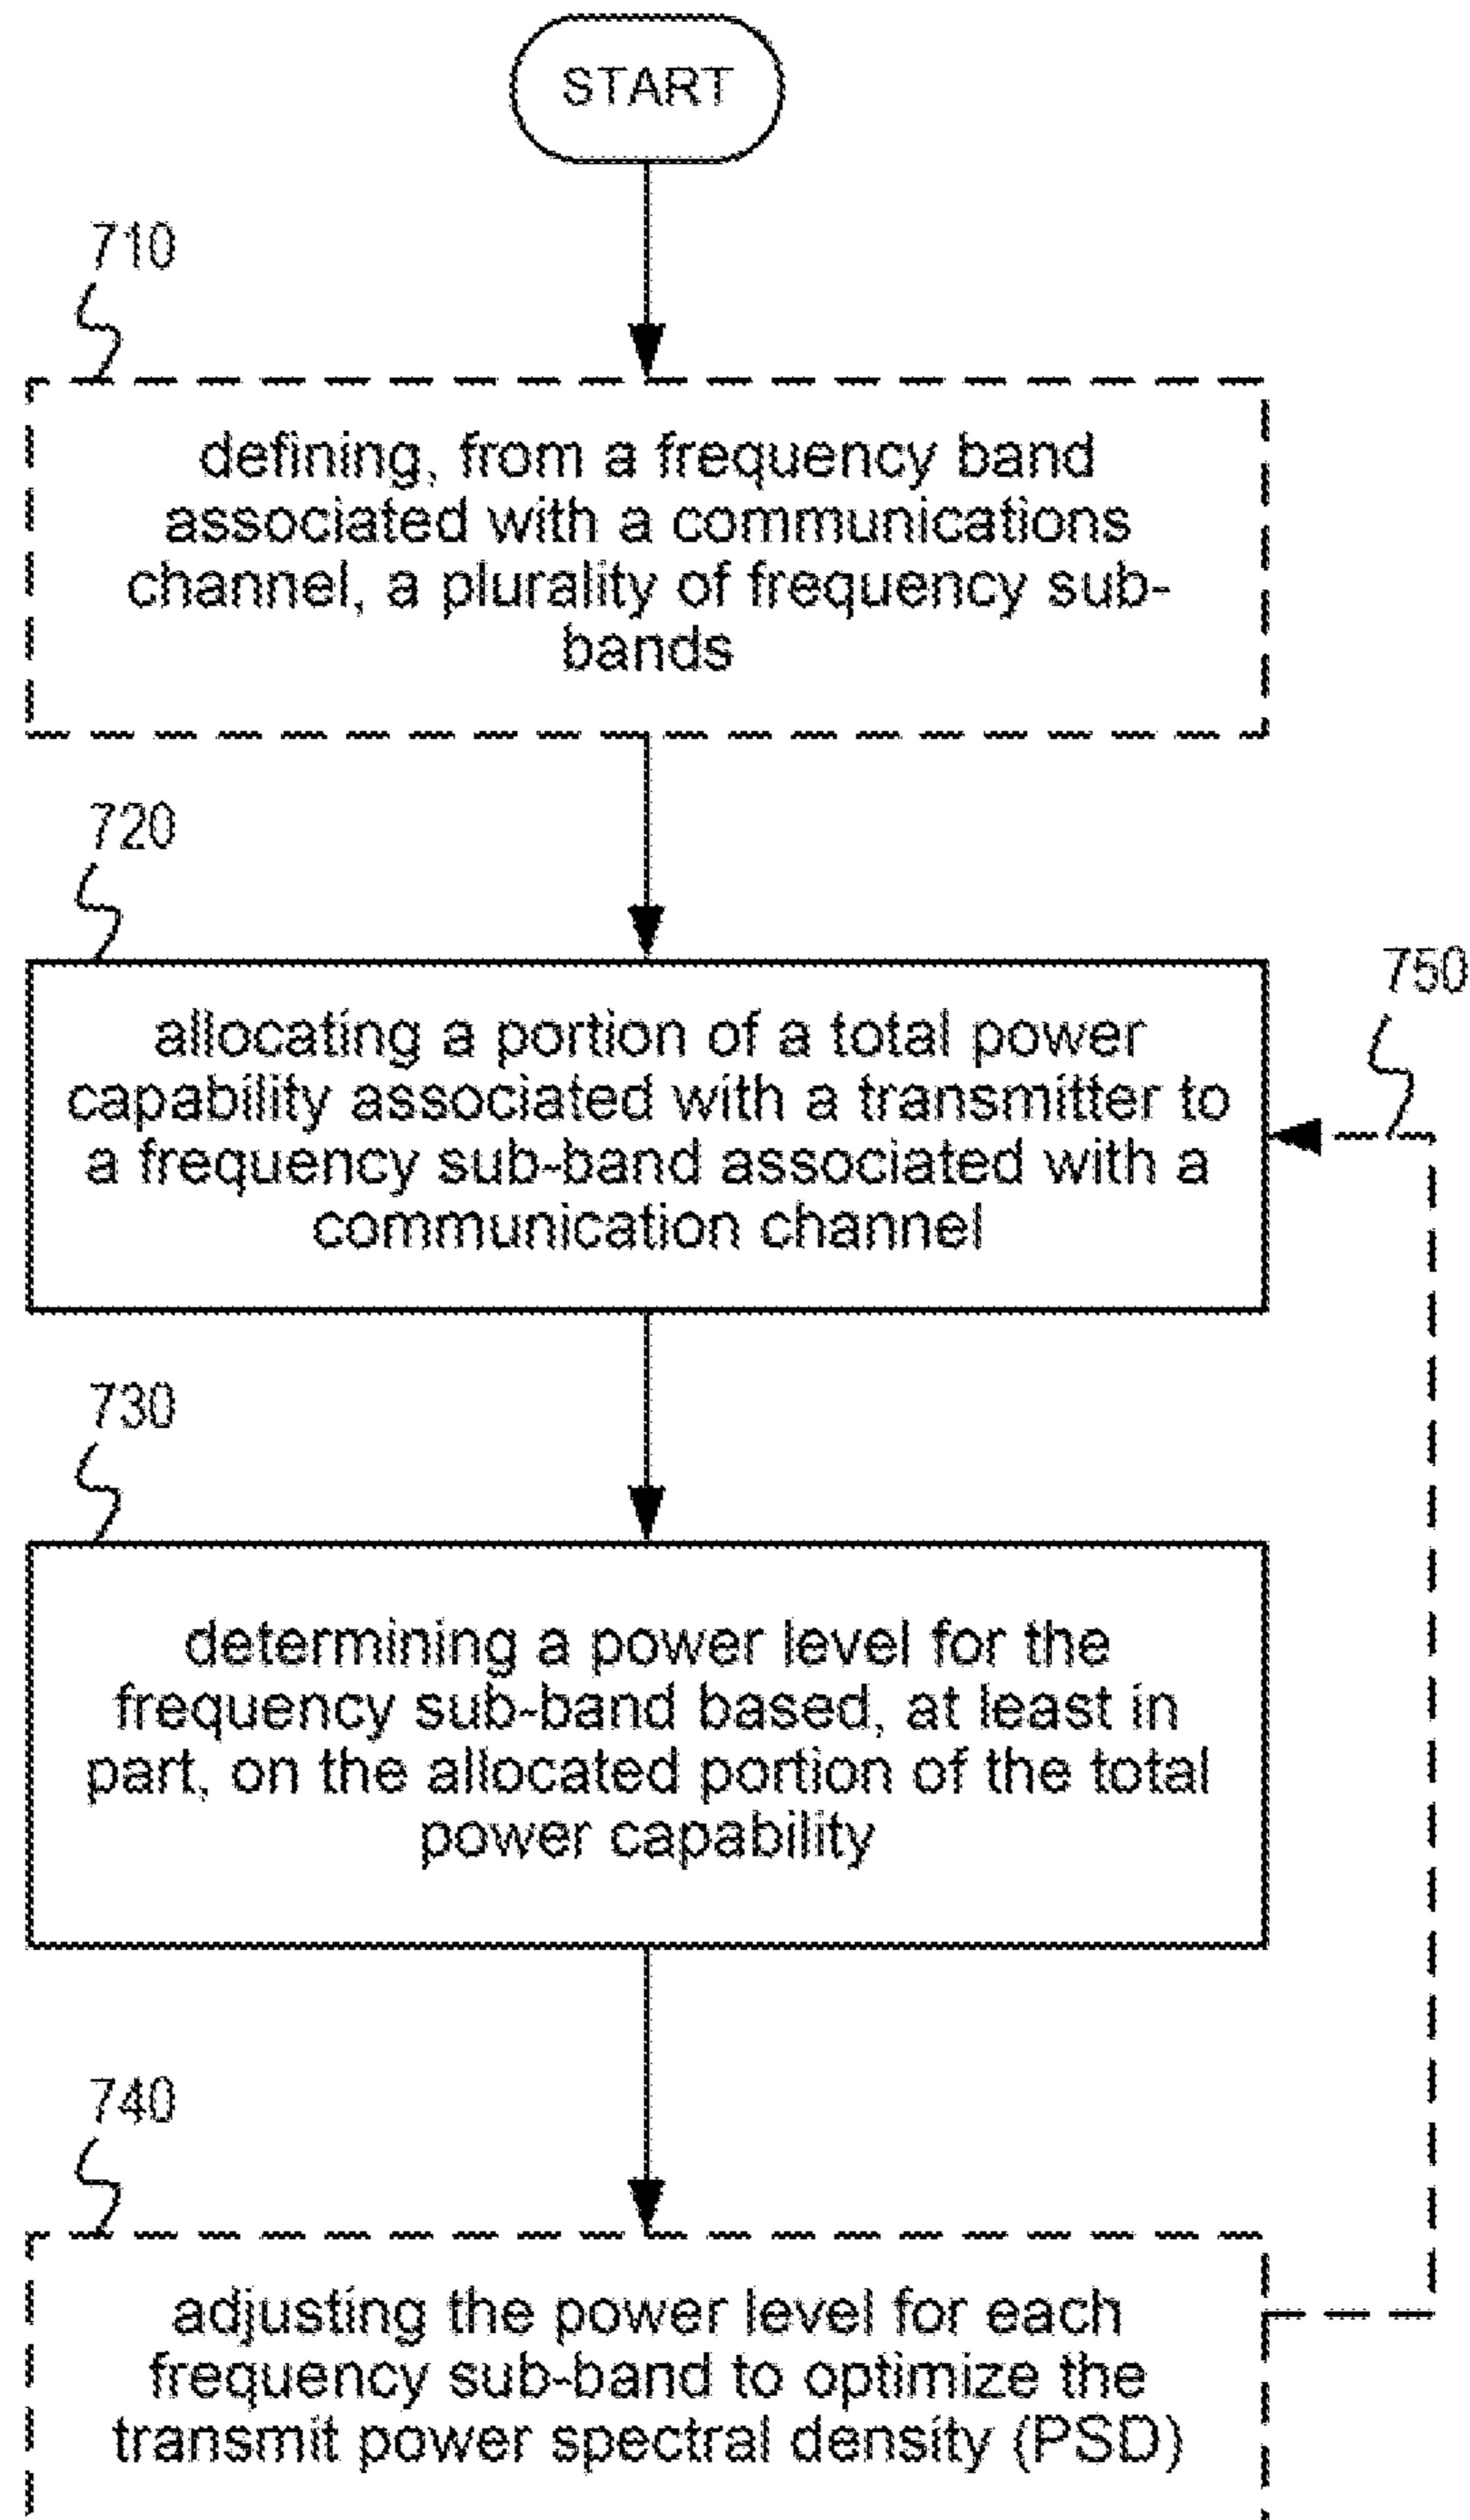 START
710
defining, from a frequency band
associated with a communications
channel, a plurality of frequency sub-
bands
720
750
allocating a portion of a total power
capability associated with a transmitter to
a frequency sub-band associated with a
communication channel
730
determining a power level for the
frequency sub-band based, at least in
part, on the allocated portion of the total
power capability
740
adjusting the power level for each
frequency sub-band to optimize the
transmit power spectral density (PSD)